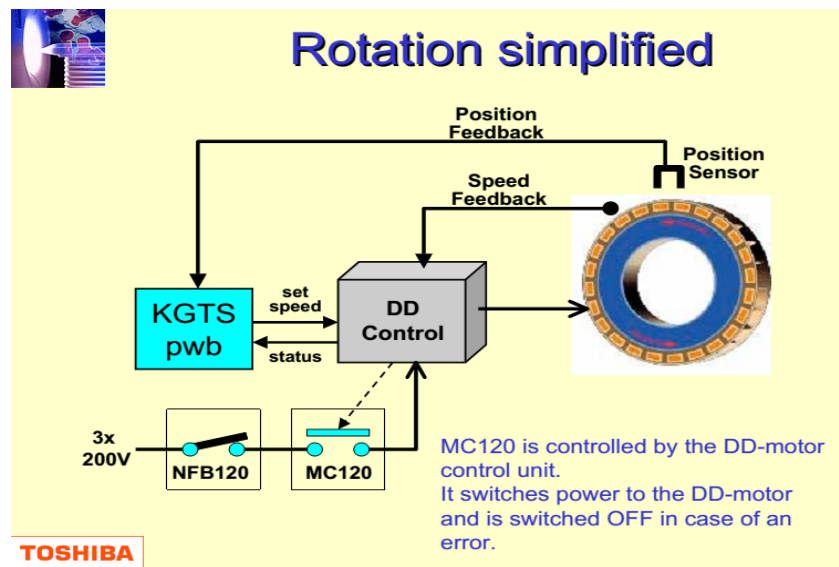 Rotation simplified
Position
Feedback
Position
Sensor
Speed
Feedback
set
speed
KGTS
pwb
DD
Control
status
3x
200V
NFB120
MC120
MC120 is controlled by the DD-motor
control unit.
It switches power to the DD-motor
and is switched OFF in case of an
error.
TOSHIBA